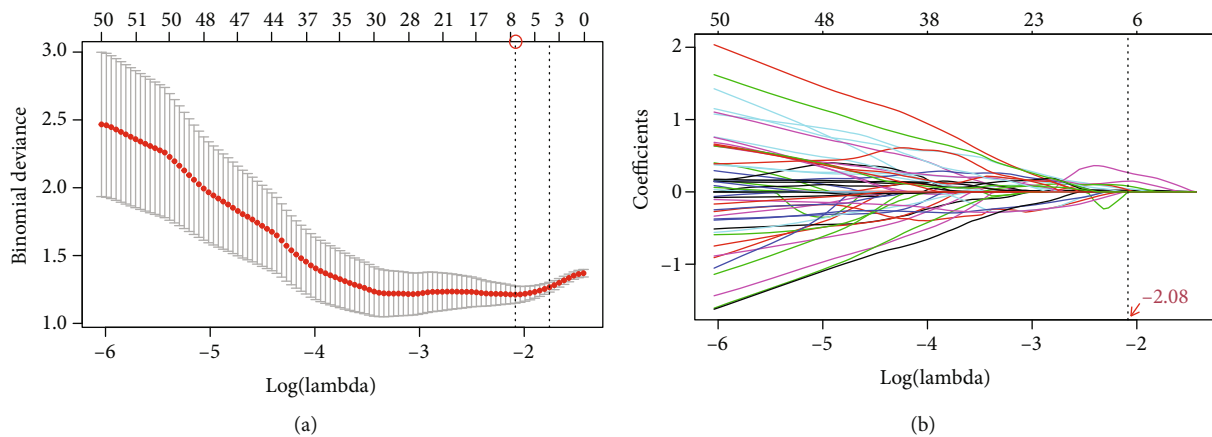 50 51 50 48 47 44 37 35 30 28 21 17 8 5 3 0
3.0
2.5
2.0
1.5
1.0
Binomial deviance
−6 −5 −4 −3 −2
Log(lambda)
(a)
50 48 38 23 6
2
1
0
−1
Coefficients
−2.08
−6 −5 −4 −3 −2
Log(lambda)
(b)